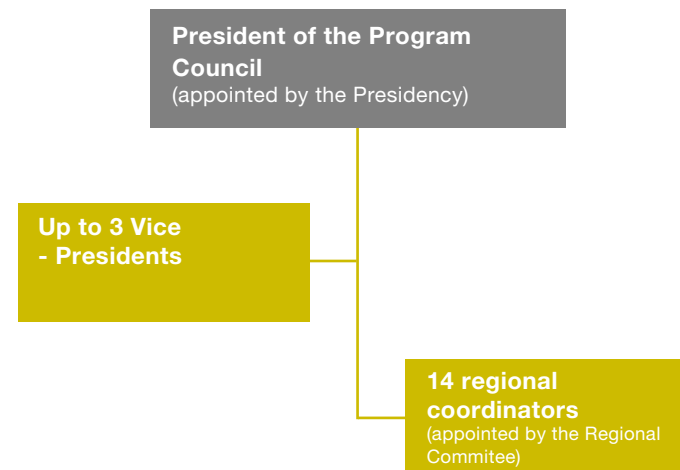 President of the Program
Council
(appointed by the Presidency)
Up to 3 Vice
- Presidents
14 regional
coordinators
(appointed by the Regional
Commitee)